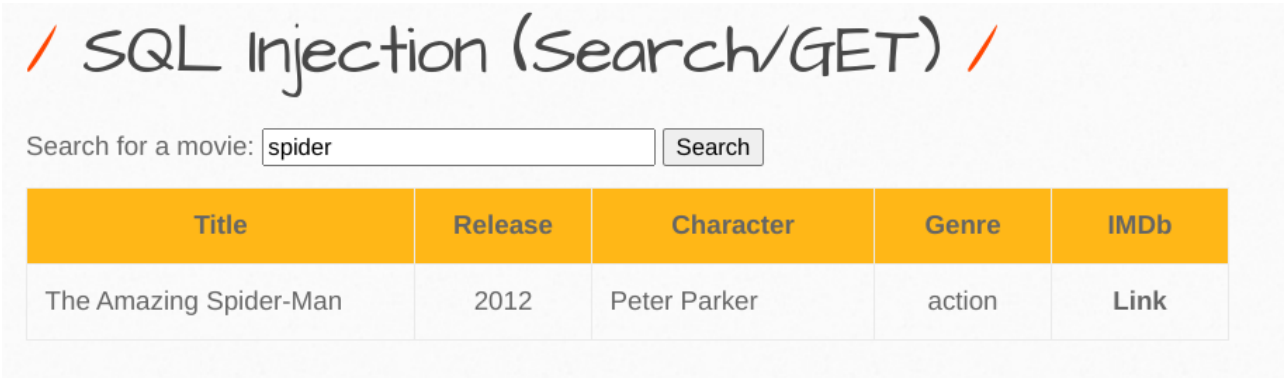 / SQL Injection (Search/GET) /
Search for a movie: spider Search
Title Release Character Genre IMDb
The Amazing Spider-Man 2012 Peter Parker action Link